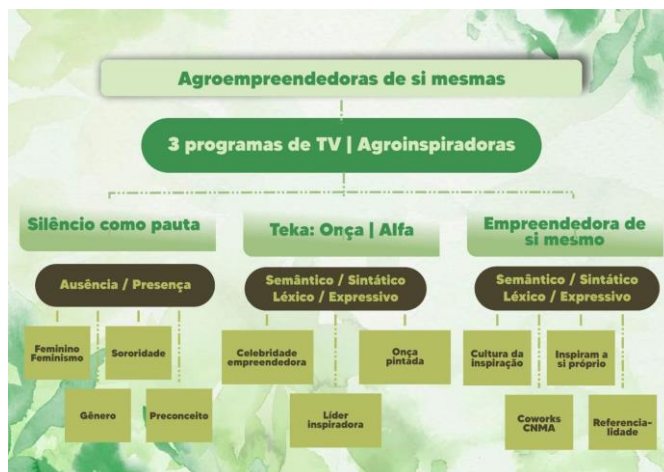 Agroempreendedoras de si mesmas
3 programas de TV | Agroinspiradoras
Silêncio como pauta
Teka: Onça | Alfa
Empreendedora de
si mesmo
Ausência / Presença
Semântico / Sintático
Léxico / Expressivo
Semântico / Sintático
Léxico / Expressivo
Feminino
Feminismo
Sororidade
Gênero
Preconceito
Celebridade
empreendedora
Onça
pintada
Líder
inspiradora
Cultura da
inspiração
Inspiram a
si próprio
Coworks
CNMA
Referencia-
lidade